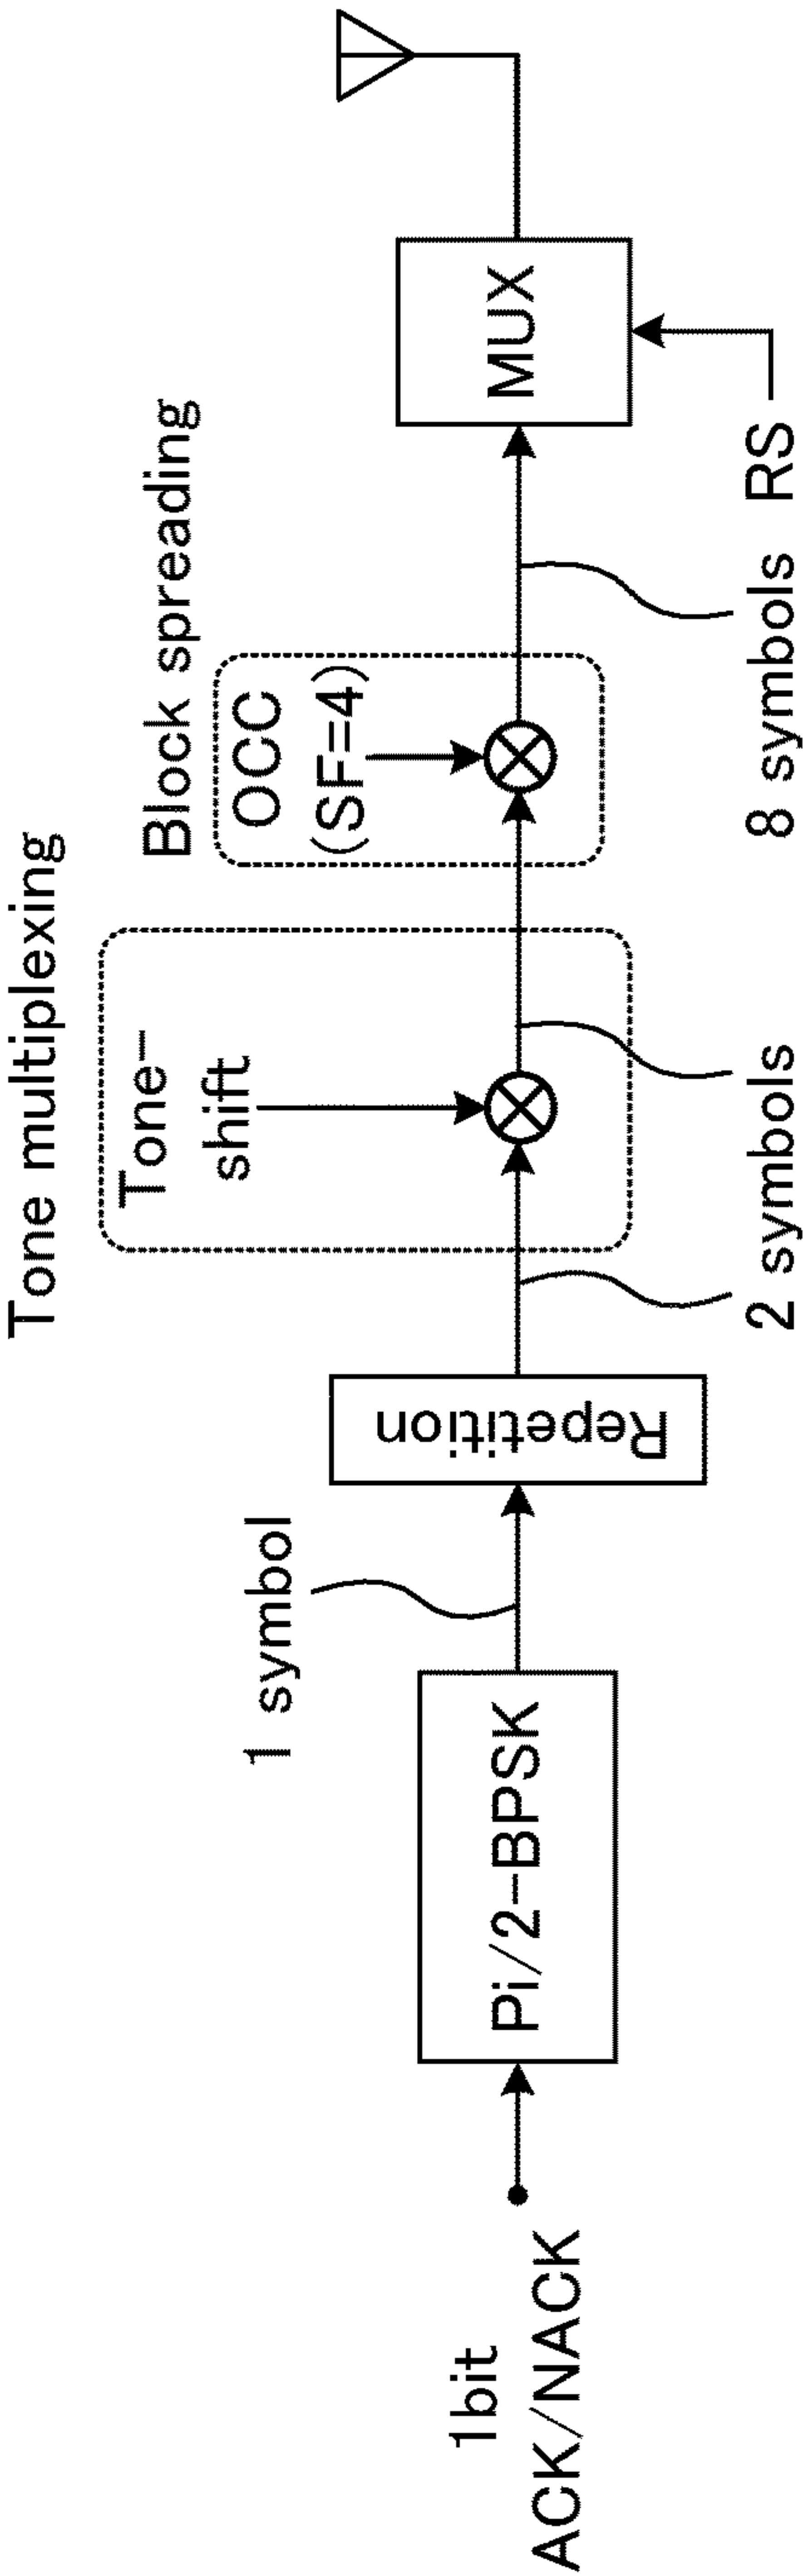 1bit
ACK/NACK
Pi/2-BPSK
1 symbol
Repetition
2 symbols
Tone multiplexing
Tone-
shift
Block spreading
OCC
(SF=4)
8 symbols
MUX
RS